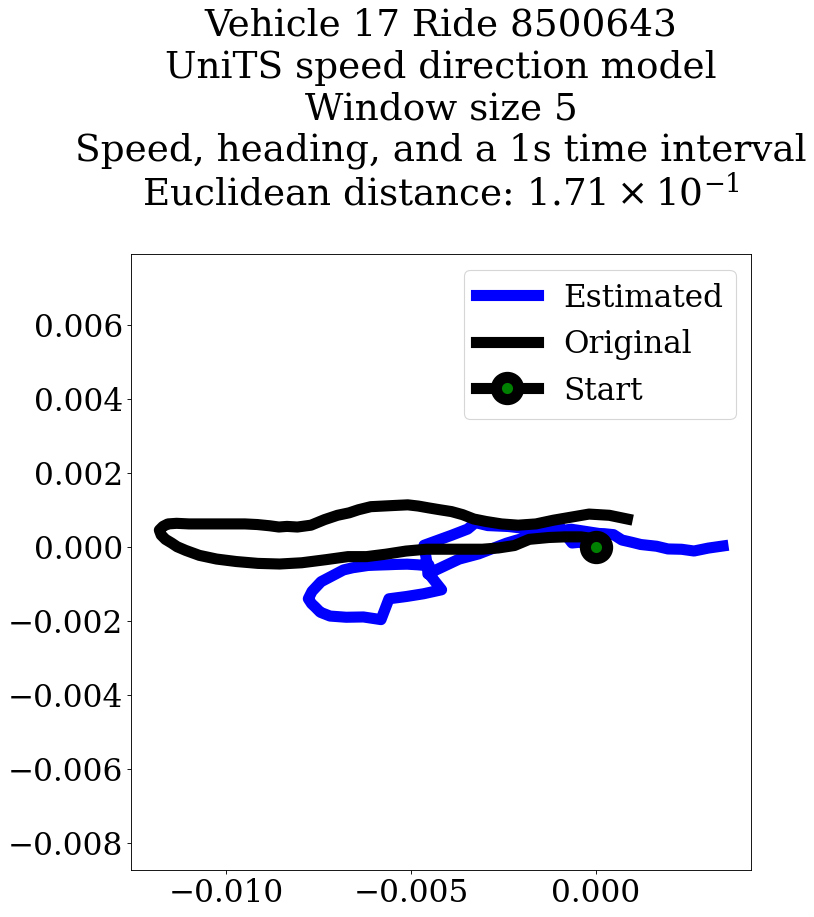 Vehicle 17 Ride 8500643
UniTS speed direction model
Window size 5
Speed, heading, and a 1s time interval
Euclidean distance: 1.71 × 10⁻¹
Estimated
Original
Start
0.006
0.004
0.002
0.000
−0.002
−0.004
−0.006
−0.008
−0.010 −0.005 0.000